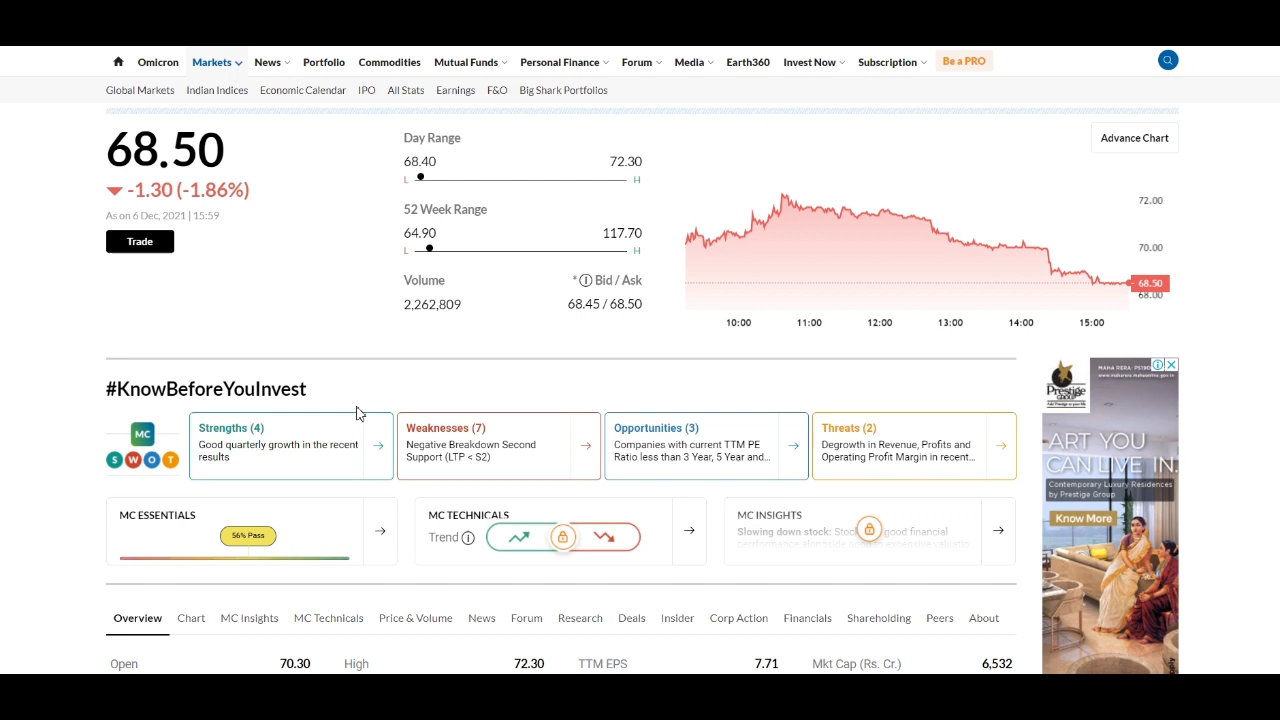 Omicron Markets News Portfolio Commodities Mutual Funds Personal Finance Forum Media Earth360 Invest Now Subscription Be a PRO
Global Markets Indian Indices Economic Calendar IPO All Stats Earnings F&O Big Shark Portfolios
68.50
-1.30 (-1.86%)
As on 6 Dec, 2021 | 15:59
Trade
Day Range
68.40 72.30
L H
52 Week Range
64.90 117.70
L H
Volume * Bid / Ask
2,262,809 68.45 / 68.50
Advance Chart
72.00
70.00
68.50
68.00
10:00 11:00 12:00 13:00 14:00 15:00
#KnowBeforeYouInvest
MC
S W O T
Strengths (4)
Good quarterly growth in the recent
results
Weaknesses (7)
Negative Breakdown Second
Support (LTP < S2)
Opportunities (3)
Companies with current TTM PE
Ratio less than 3 Year, 5 Year and...
Threats (2)
Degrowth in Revenue, Profits and
Operating Profit Margin in recent...
MC ESSENTIALS
56% Pass
MC TECHNICALS
Trend
MC INSIGHTS
Slowing down stock: good financial
Overview Chart MC Insights MC Technicals Price & Volume News Forum Research Deals Insider Corp Action Financials Shareholding Peers About
Open 70.30 High 72.30 TTM EPS 7.71 Mkt Cap (Rs. Cr.) 6,532
Prestige
GROUP
ART YOU
CAN LIVE IN.
Contemporary Luxury Residences
by Prestige Group
Know More